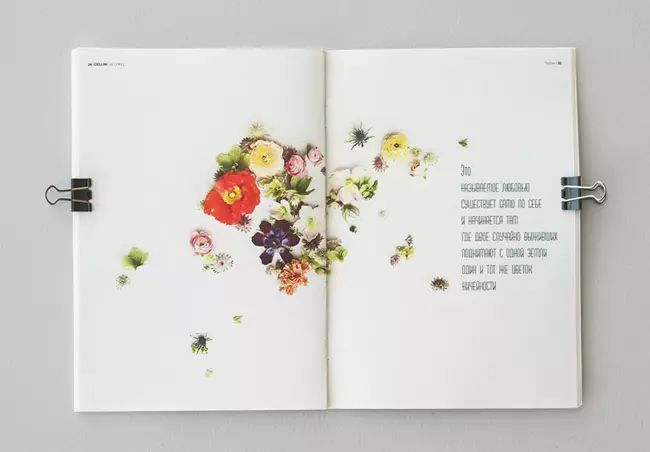 Это
называемое любовью
существует само по себе
и начинается там
где двое случайно выживших
поднимают с одной земли
один и тот же цветок
ничейности